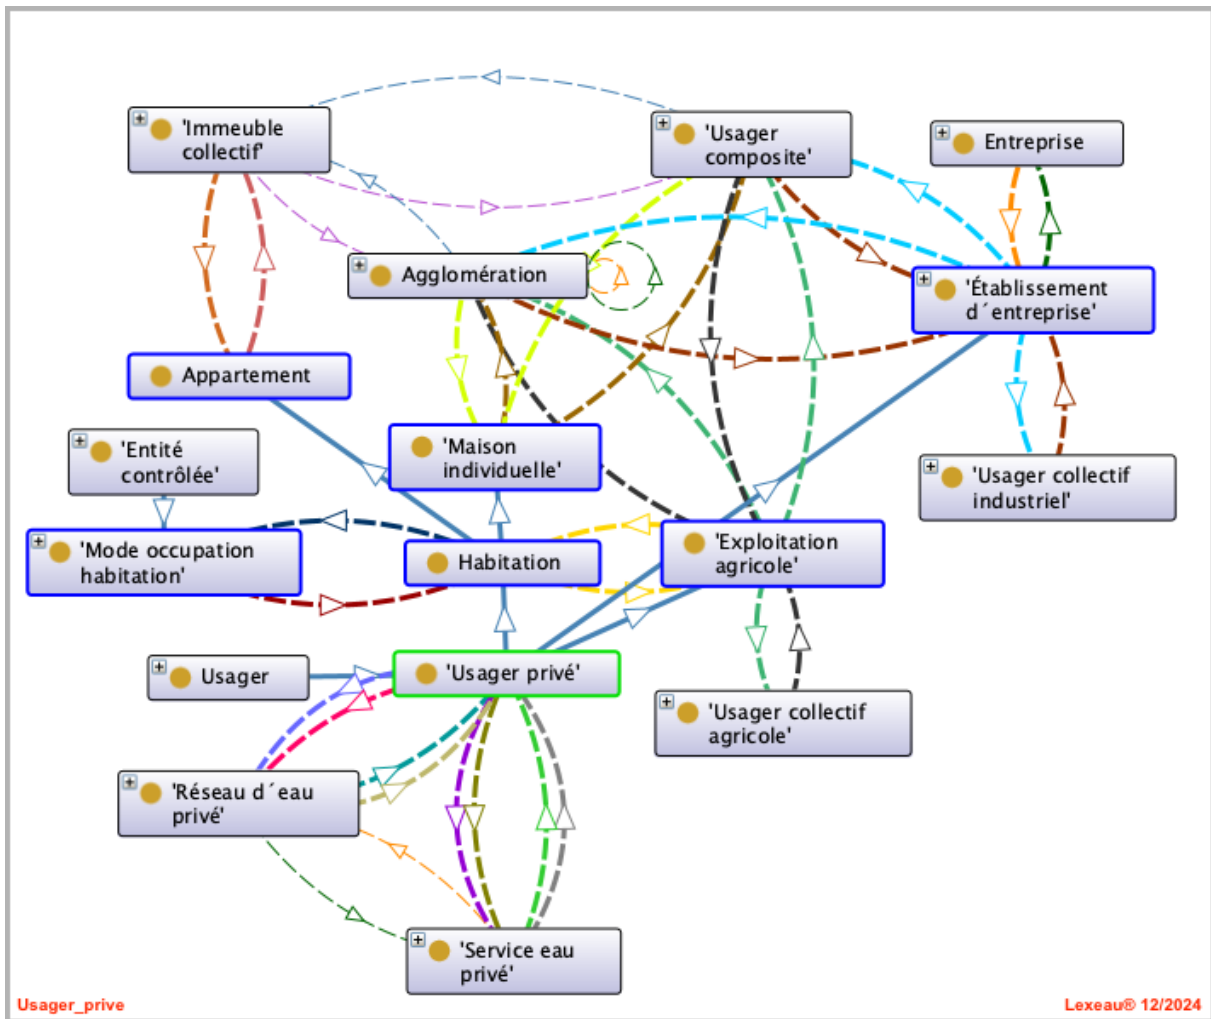 'Immeuble
collectif'
'Usager
composite'
Entreprise
Agglomération
'Établissement
d´entreprise'
Appartement
'Entité
contrôlée'
'Maison
individuelle'
'Usager collectif
industriel'
'Mode occupation
habitation'
Habitation
'Exploitation
agricole'
Usager
'Usager privé'
'Usager collectif
agricole'
'Réseau d´eau
privé'
'Service eau
privé'
Usager_prive
Lexeau® 12/2024